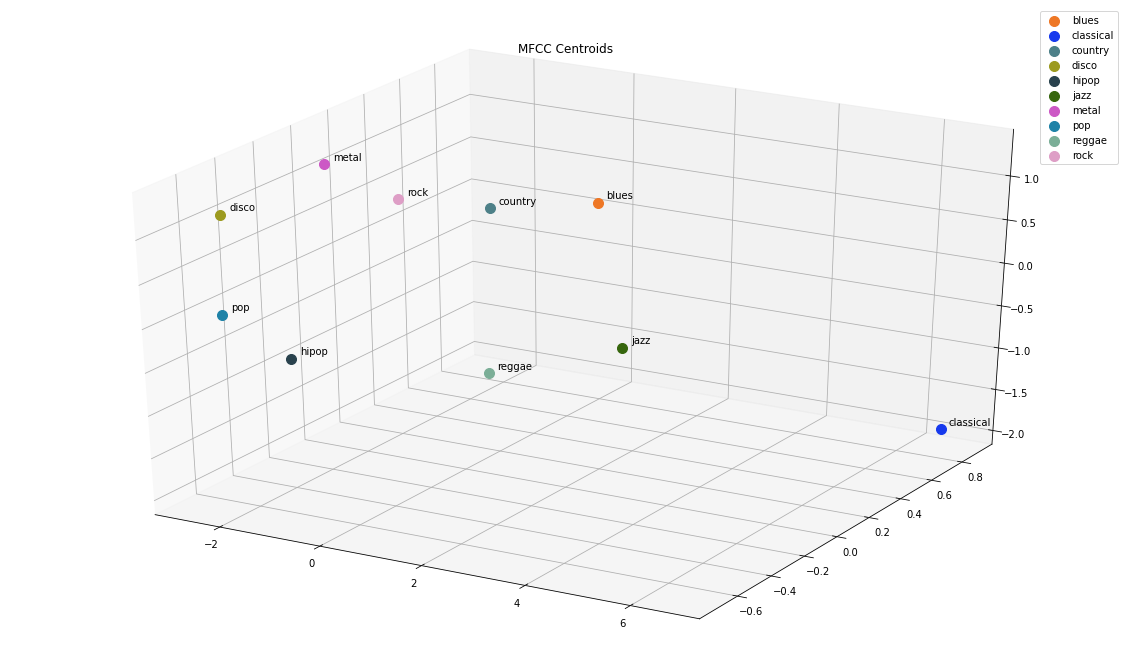 MFCC Centroids
blues
classical
country
disco
hipop
jazz
metal
pop
reggae
rock
metal
rock
disco
country
blues
pop
hipop
jazz
reggae
classical
1.0
0.5
0.0
−0.5
−1.0
−1.5
−2.0
0.8
0.6
0.4
0.2
0.0
−0.2
−0.4
−0.6
−2
0
2
4
6